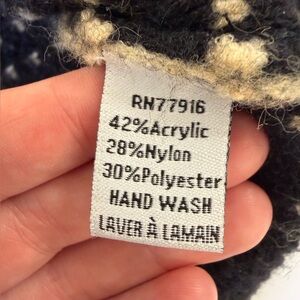 RN77916
42%Acrylic
28%Nylon
30%Polyester
HAND WASH
LAVER À LAMAIN